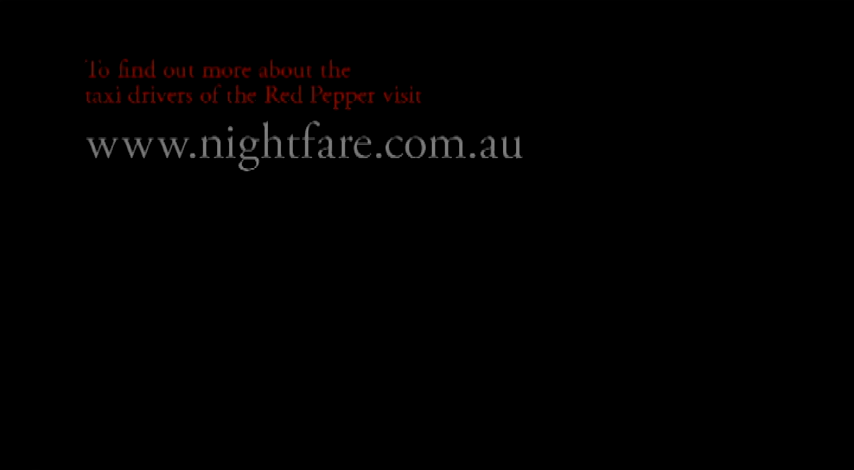 To find out more about the
taxi drivers of the Red Pepper visit
www.nightfare.com.au